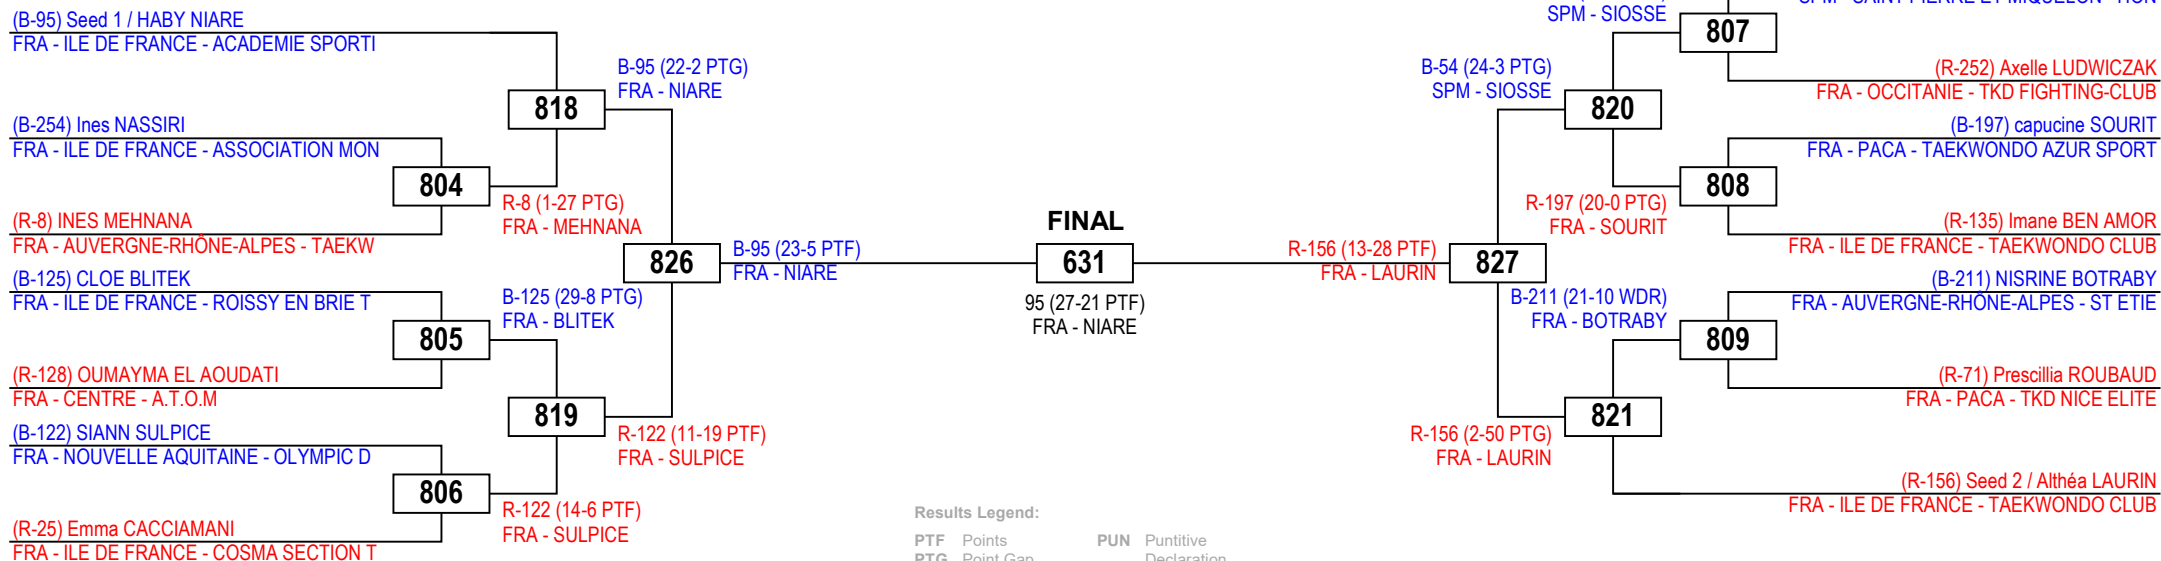 (B-95) Seed 1 / HABY NIARE
FRA - ILE DE FRANCE - ACADEMIE SPORTI
818
B-95 (22-2 PTG)
FRA - NIARE
(B-254) Ines NASSIRI
FRA - ILE DE FRANCE - ASSOCIATION MON
804
R-8 (1-27 PTG)
FRA - MEHNANA
(R-8) INES MEHNANA
FRA - AUVERGNE-RHÔNE-ALPES - TAEKW
826
B-95 (23-5 PTF)
FRA - NIARE
(B-125) CLOE BLITEK
FRA - ILE DE FRANCE - ROISSY EN BRIE T
B-125 (29-8 PTG)
FRA - BLITEK
805
(R-128) OUMAYMA EL AOUDATI
FRA - CENTRE - A.T.O.M
819
R-122 (11-19 PTF)
FRA - SULPICE
(B-122) SIANN SULPICE
FRA - NOUVELLE AQUITAINE - OLYMPIC D
806
R-122 (14-6 PTF)
FRA - SULPICE
(R-25) Emma CACCIAMANI
FRA - ILE DE FRANCE - COSMA SECTION T
FINAL
631
95 (27-21 PTF)
FRA - NIARE
SPM - SIOSSE
807
(R-252) Axelle LUDWICZAK
FRA - OCCITANIE - TKD FIGHTING-CLUB
B-54 (24-3 PTG)
SPM - SIOSSE
820
(B-197) capucine SOURIT
FRA - PACA - TAEKWONDO AZUR SPORT
808
R-197 (20-0 PTG)
FRA - SOURIT
(R-135) Imane BEN AMOR
FRA - ILE DE FRANCE - TAEKWONDO CLUB
R-156 (13-28 PTF)
FRA - LAURIN
827
(B-211) NISRINE BOTRABY
FRA - AUVERGNE-RHÔNE-ALPES - ST ETIE
B-211 (21-10 WDR)
FRA - BOTRABY
809
(R-71) Prescillia ROUBAUD
FRA - PACA - TKD NICE ELITE
821
R-156 (2-50 PTG)
FRA - LAURIN
(R-156) Seed 2 / Althéa LAURIN
FRA - ILE DE FRANCE - TAEKWONDO CLUB
Results Legend:
PTF Points PUN Puntitive
PTG Point Gap Declaration